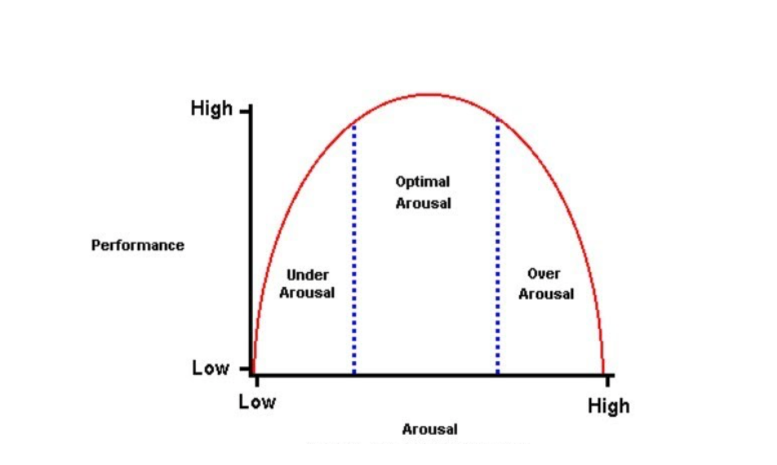 High
Optimal
Arousal
Performance
Under
Arousal
Over
Arousal
Low
Low
High
Arousal